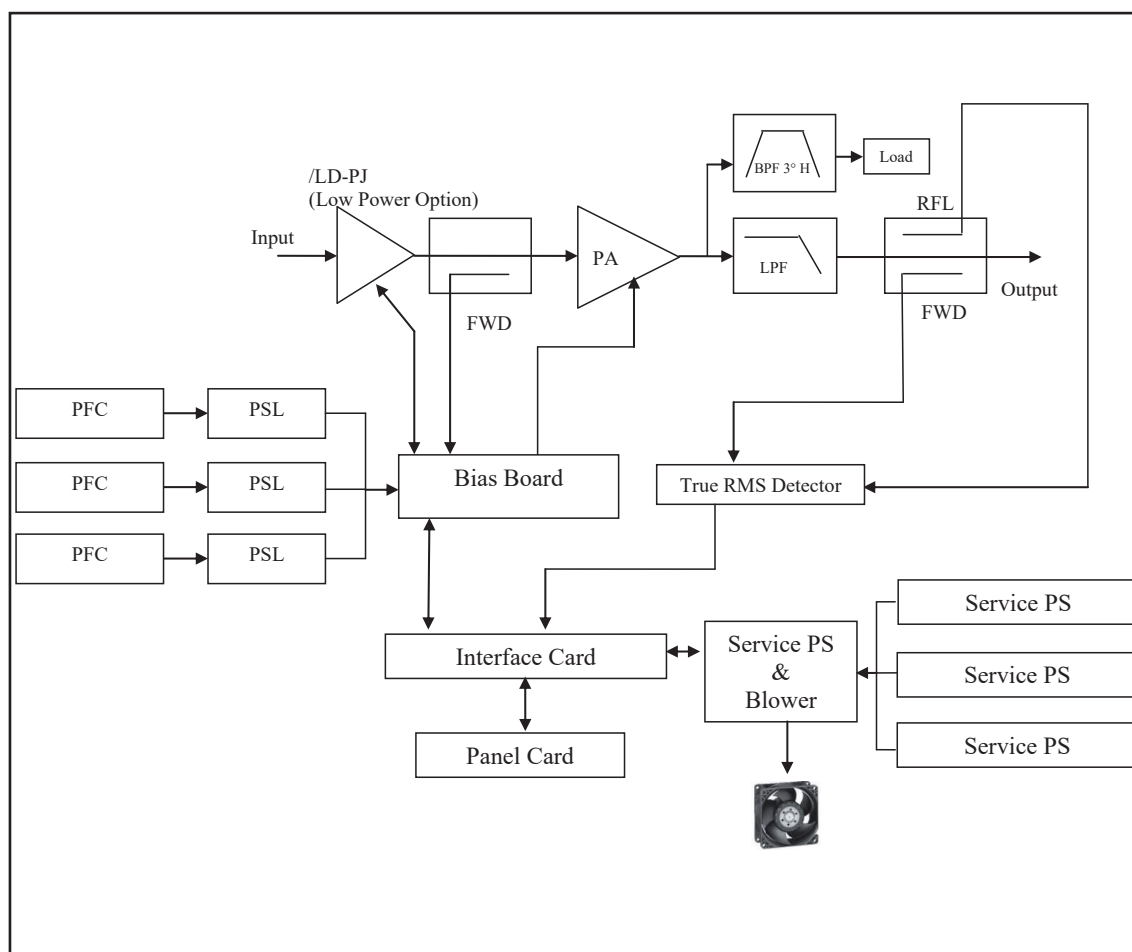 /LD-PJ
(Low Power Option)
Input
FWD
PA
BPF 3° H
Load
LPF
RFL
FWD
Output
PFC
PSL
PFC
PSL
PFC
PSL
Bias Board
True RMS Detector
Interface Card
Panel Card
Service PS
&
Blower
Service PS
Service PS
Service PS